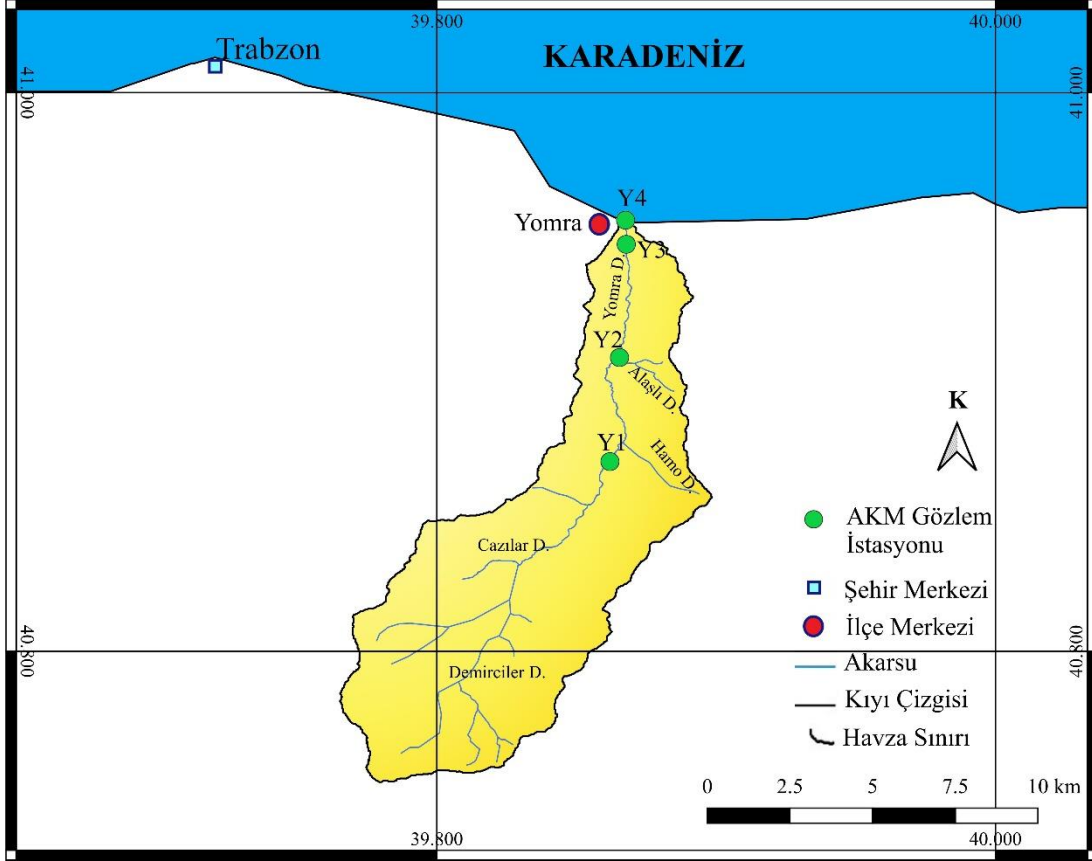 39.800
40.000
Trabzon
KARADENİZ
41.000
41.000
Y4
Yomra
Y3
Yomra D.
Y2
Alaşlı D.
K
Y1
Harno D.
AKM Gözlem
İstasyonu
Cazılar D.
Şehir Merkezi
İlçe Merkezi
40.800
40.800
Akarsu
Demirciler D.
Kıyı Çizgisi
Havza Sınırı
0 2.5 5 7.5 10 km
39.800
40.000